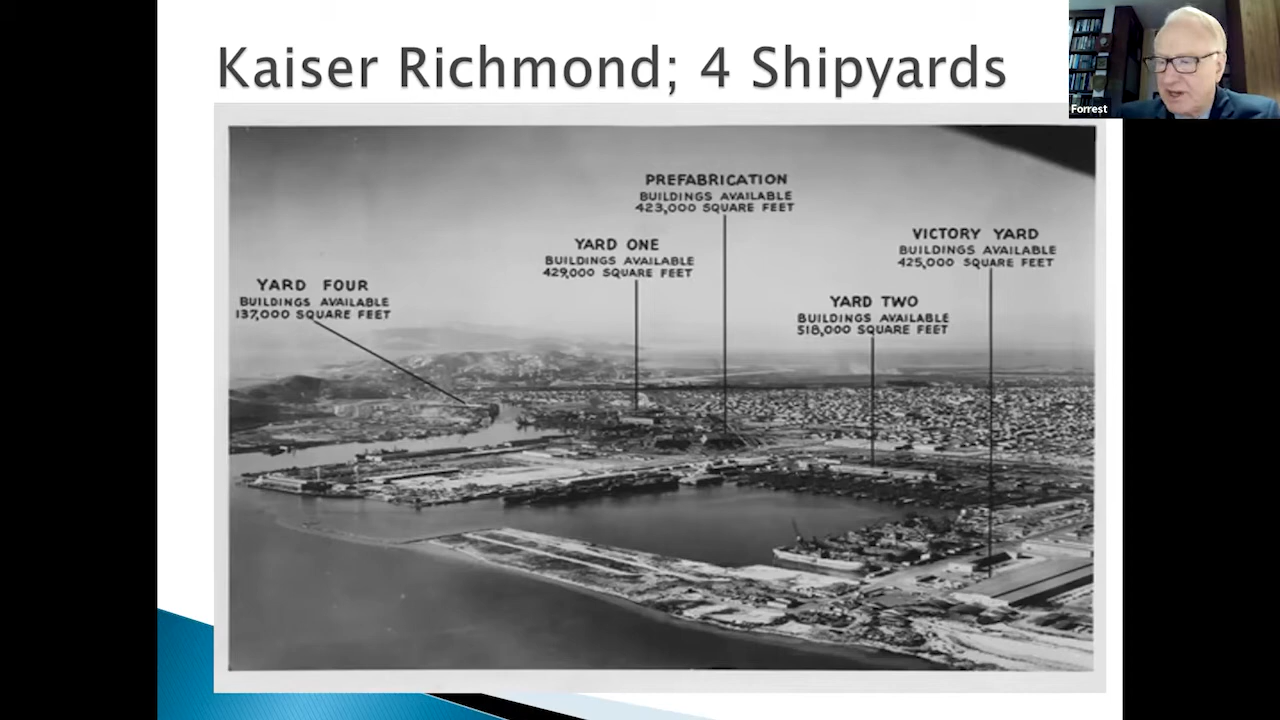 Kaiser Richmond; 4 Shipyards
Forrest
PREFABRICATION
BUILDINGS AVAILABLE
423,000 SQUARE FEET
VICTORY YARD
BUILDINGS AVAILABLE
425,000 SQUARE FEET
YARD ONE
BUILDINGS AVAILABLE
429,000 SQUARE FEET
YARD FOUR
BUILDINGS AVAILABLE
137,000 SQUARE FEET
YARD TWO
BUILDINGS AVAILABLE
518,000 SQUARE FEET